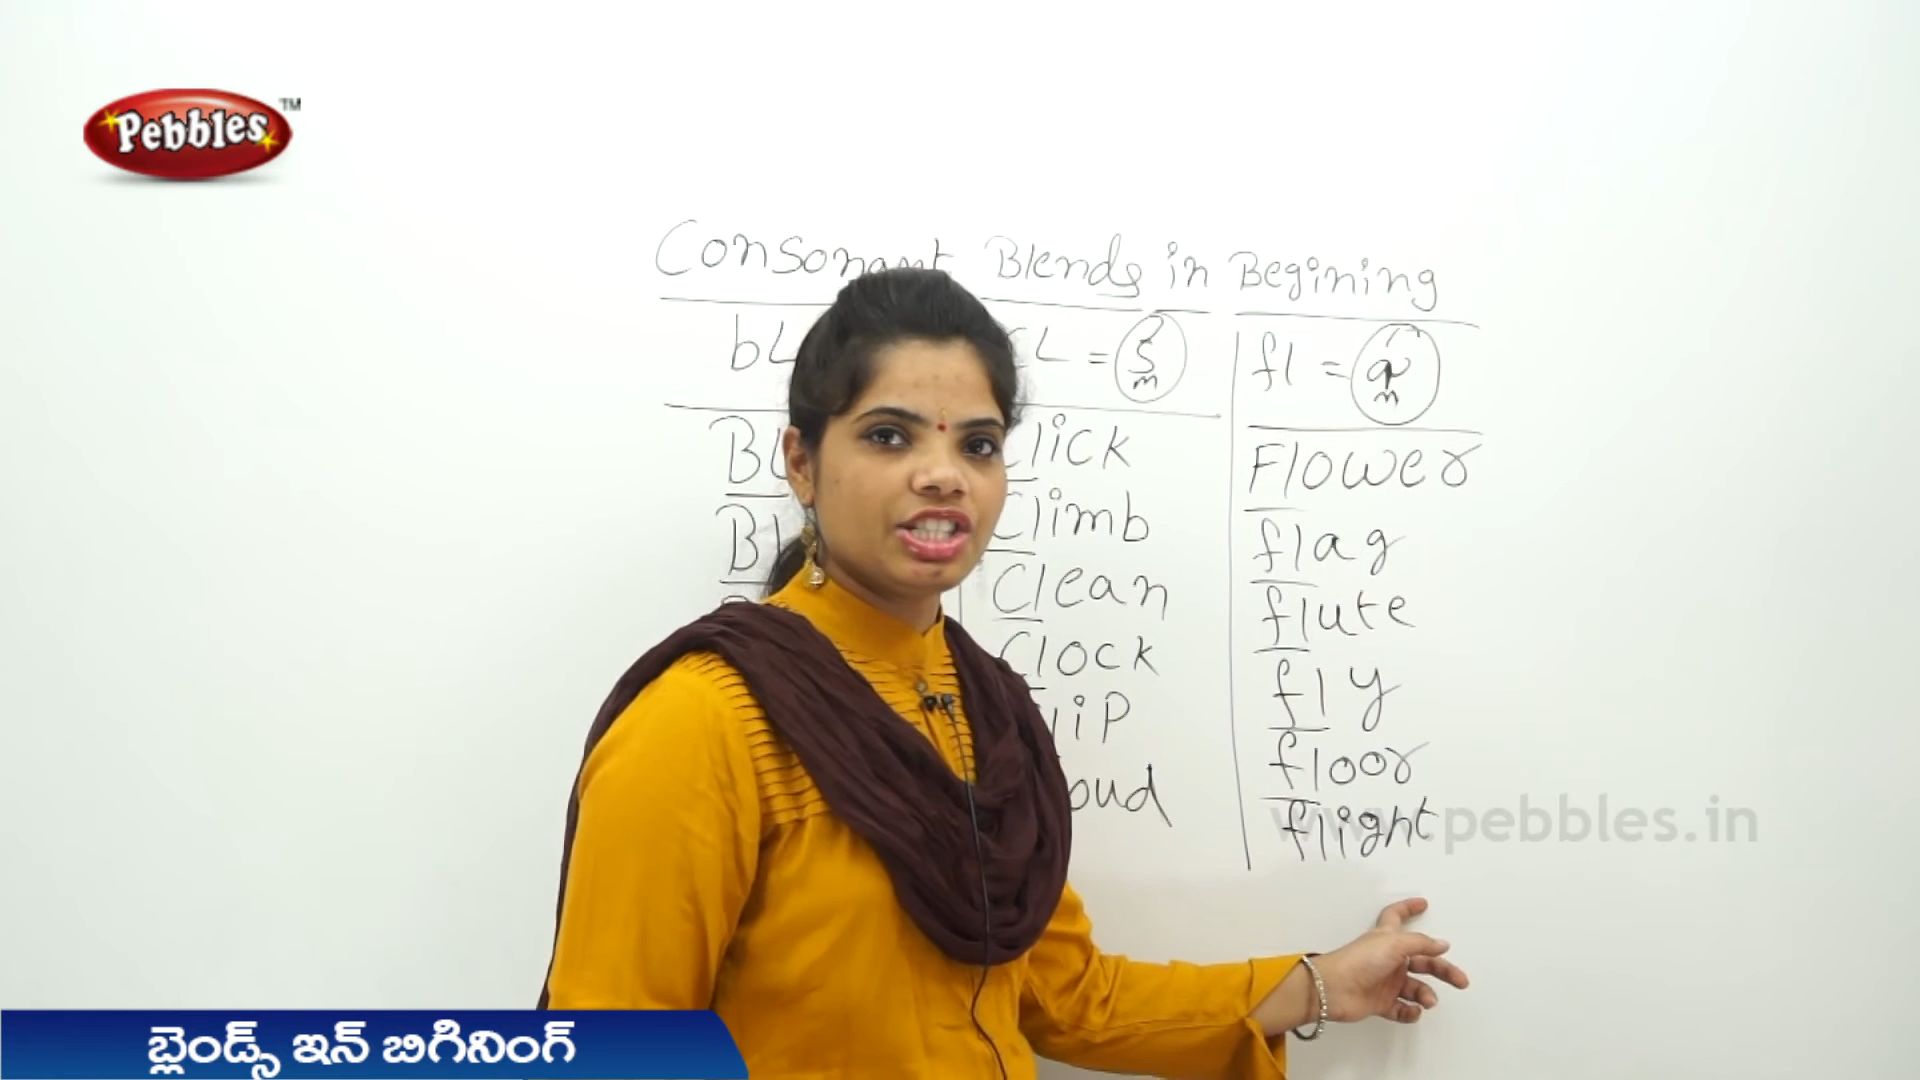 Pebbles™
Consonant Blends in Begining
bL CL = fl =
BL Click Flower
Bl Climb flag
Clean flute
Clock fly
lip floor
oud flight
www.pebbles.in
బ్లెండ్స్ ఇన్ బిగినింగ్